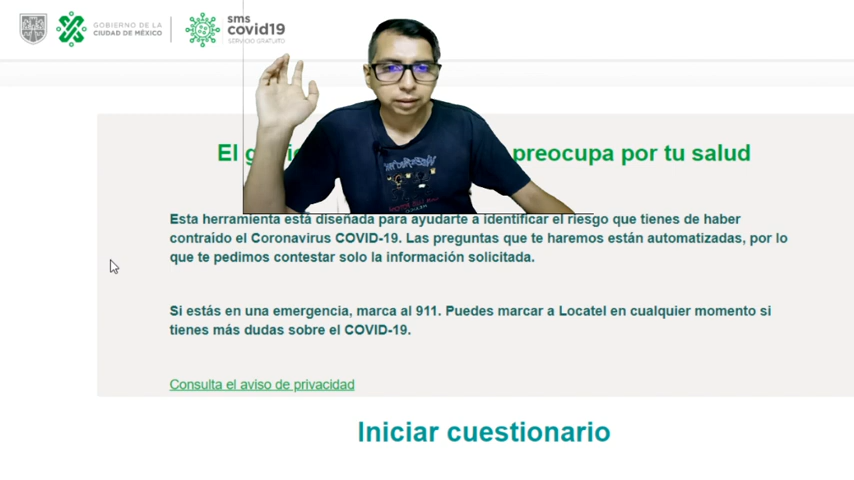 GOBIERNO DE LA
CIUDAD DE MÉXICO
sms
covid19
SERVICIO GRATUITO
El preocupa por tu salud
Esta herramienta está diseñada para ayudarte a identificar el riesgo que tienes de haber
contraído el Coronavirus COVID-19. Las preguntas que te haremos están automatizadas, por lo
que te pedimos contestar solo la información solicitada.
Si estás en una emergencia, marca al 911. Puedes marcar a Locatel en cualquier momento si
tienes más dudas sobre el COVID-19.
Consulta el aviso de privacidad
Iniciar cuestionario